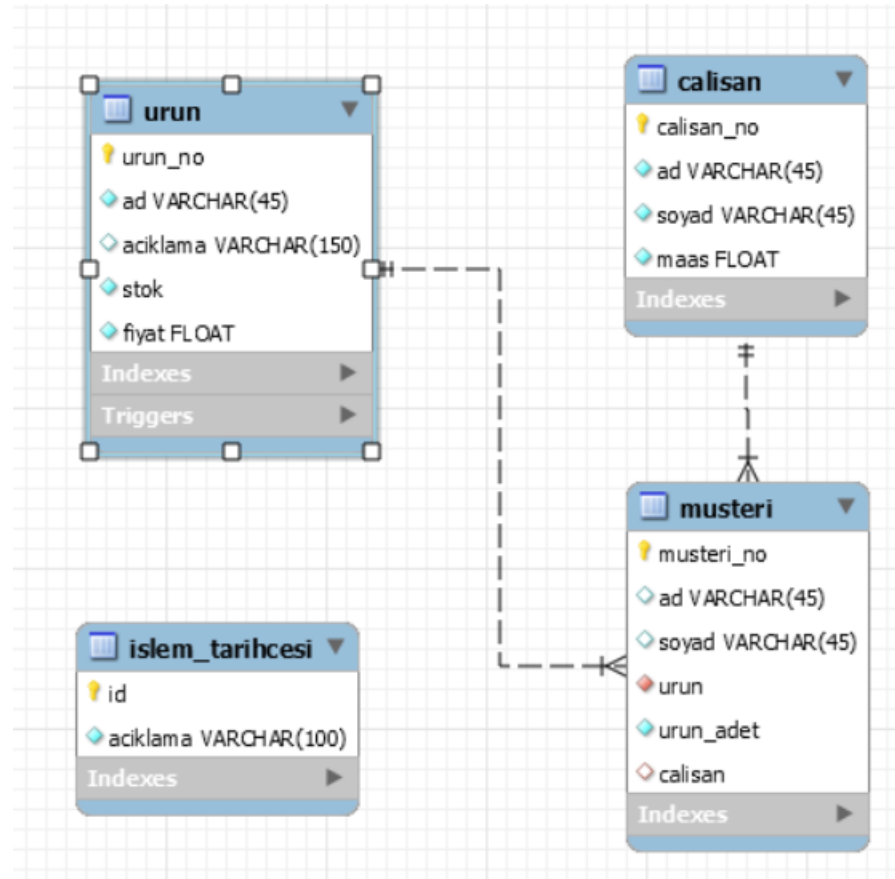 urun
urun_no
ad VARCHAR(45)
aciklama VARCHAR(150)
stok
fiyat FLOAT
Indexes
Triggers
calisan
calisan_no
ad VARCHAR(45)
soyad VARCHAR(45)
maas FLOAT
Indexes
islem_tarihcesi
id
aciklama VARCHAR(100)
Indexes
musteri
musteri_no
ad VARCHAR(45)
soyad VARCHAR(45)
urun
urun_adet
calisan
Indexes